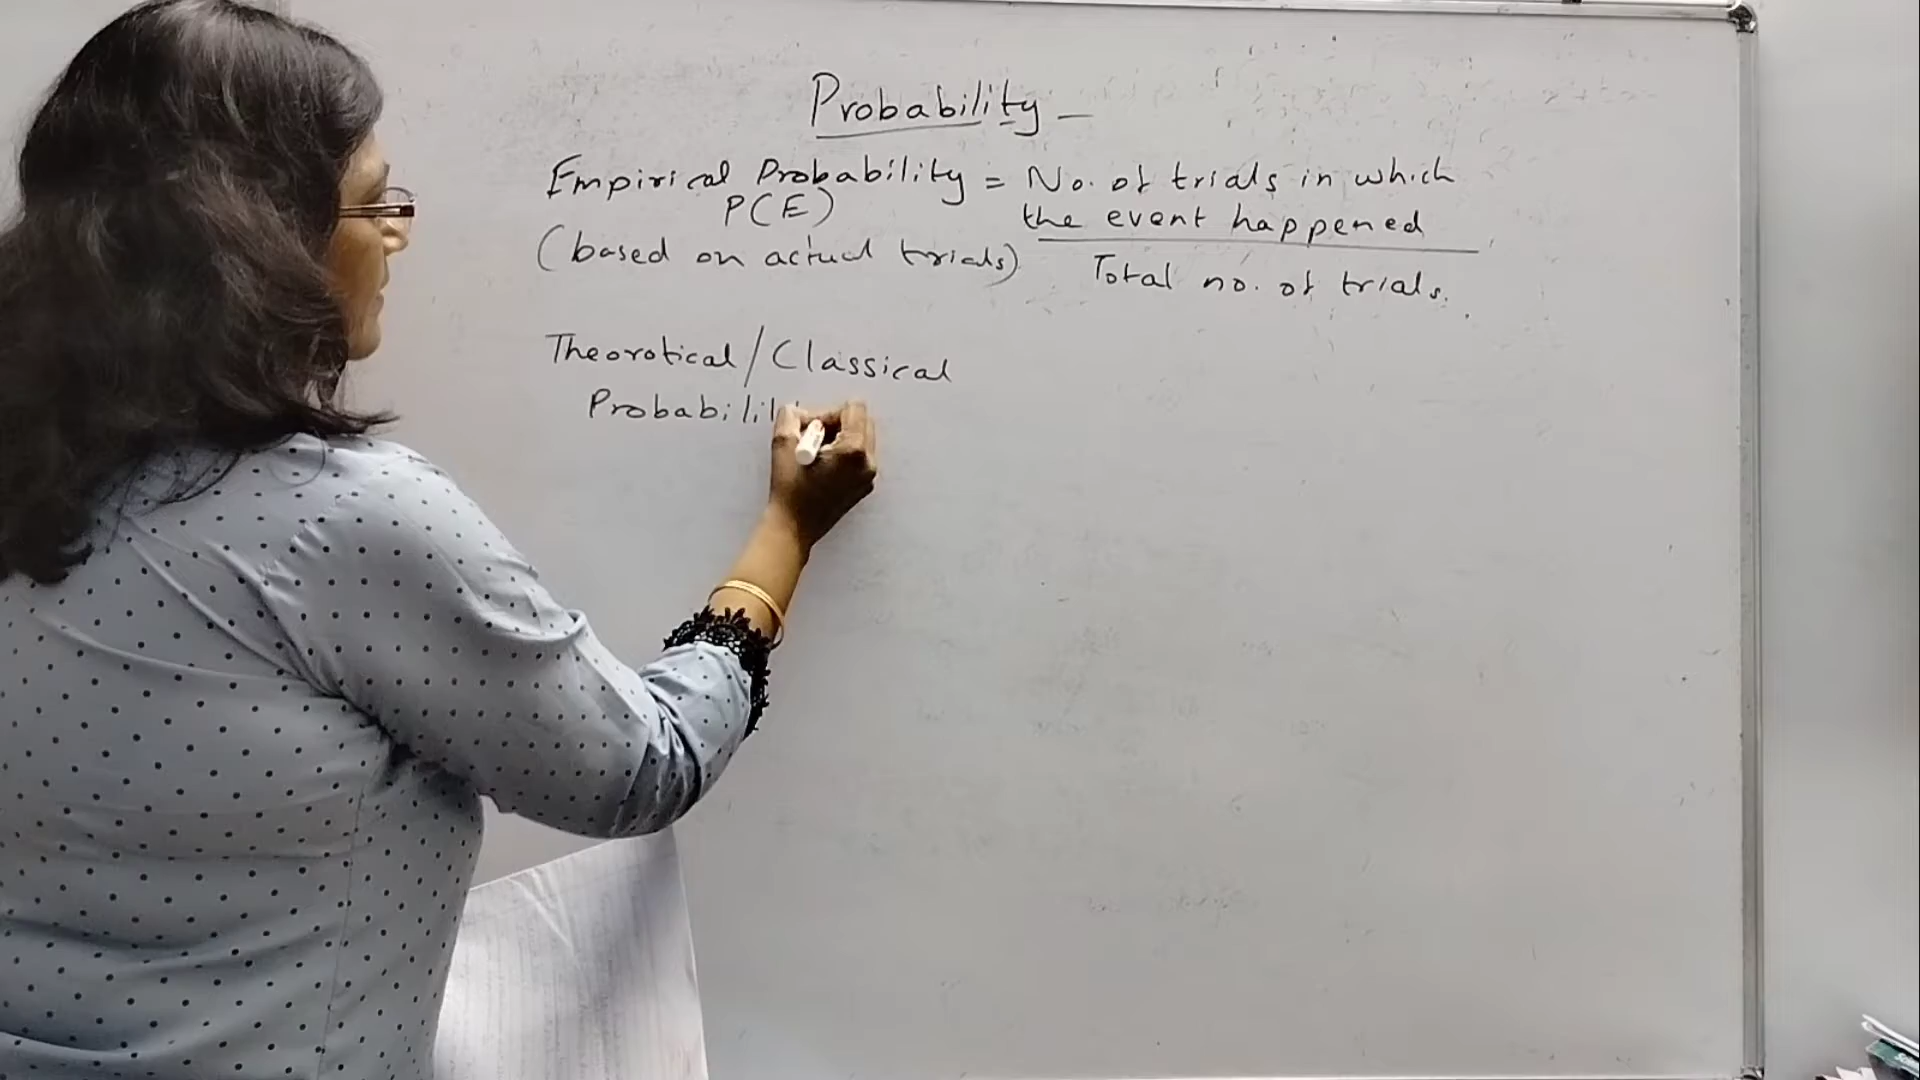 Probability
Empirical Probability = No. of trials in which
P(E) the event happened
(based on actual trials) Total no. of trials.
Theorotical/Classical